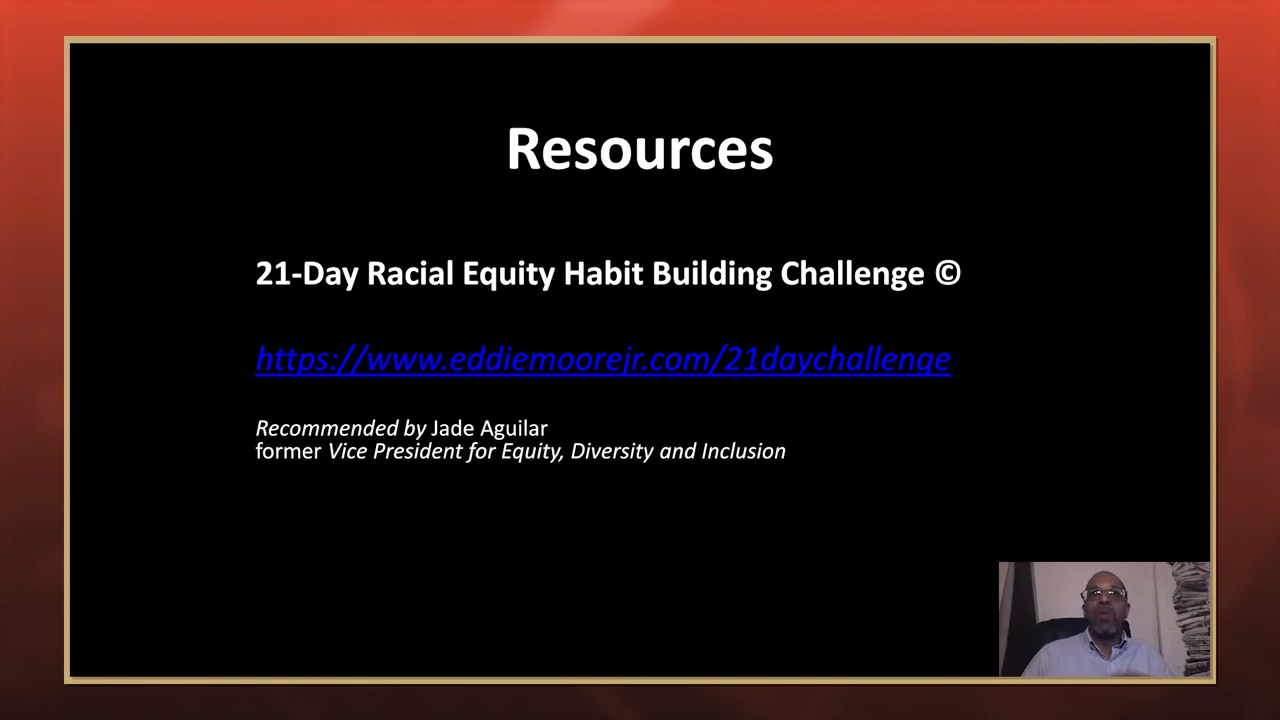 Resources
21-Day Racial Equity Habit Building Challenge ©
https://www.eddiemoorejr.com/21daychallenge
Recommended by Jade Aguilar
former Vice President for Equity, Diversity and Inclusion